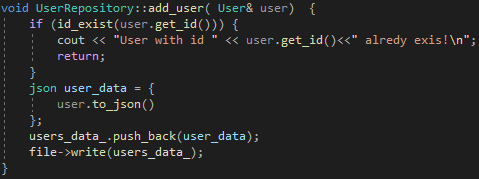 void UserRepository::add_user( User& user)  {
    if (id_exist(user.get_id())) {
        cout << "User with id " << user.get_id()<<" alredy exis!\n";
        return;
    }
    json user_data = {
        user.to_json()
    };
    users_data_.push_back(user_data);
    file->write(users_data_);
}